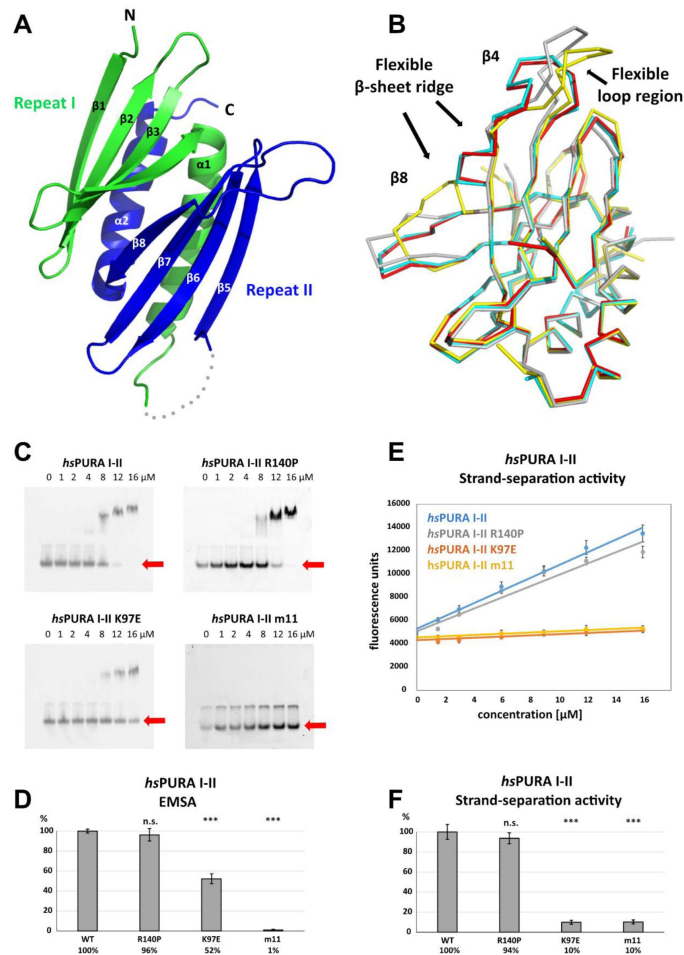 A
N
Repeat I
β1
β2
β3
C
α1
α2
β8
β7
β6
β5
Repeat II
B
β4
Flexible
β-sheet ridge
Flexible
loop region
β8
C
hsPURA I-II
0 1 2 4 8 12 16 μM
hsPURA I-II R140P
0 1 2 4 8 12 16 μM
hsPURA I-II K97E
0 1 2 4 8 12 16 μM
hsPURA I-II m11
0 1 2 4 8 12 16 μM
E
hsPURA I-II
Strand-separation activity
hsPURA I-II
hsPURA I-II R140P
hsPURA I-II K97E
hsPURA I-II m11
fluorescence units
16000
14000
12000
10000
8000
6000
4000
2000
0
0 2 4 6 8 10 12 14 16
concentration [μM]
D
hsPURA I-II
EMSA
%
100
80
60
40
20
0
n.s.
***
***
WT R140P K97E m11
100% 96% 52% 1%
F
hsPURA I-II
Strand-separation activity
%
100
80
60
40
20
0
n.s.
***
***
WT R140P K97E m11
100% 94% 10% 10%